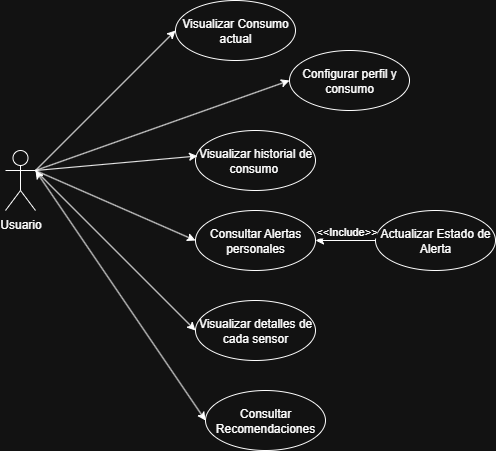 Visualizar Consumo
actual
Configurar perfil y
consumo
Visualizar historial de
consumo
Usuario
Consultar Alertas
personales
<<Include>>
Actualizar Estado de
Alerta
Visualizar detalles de
cada sensor
Consultar
Recomendaciones